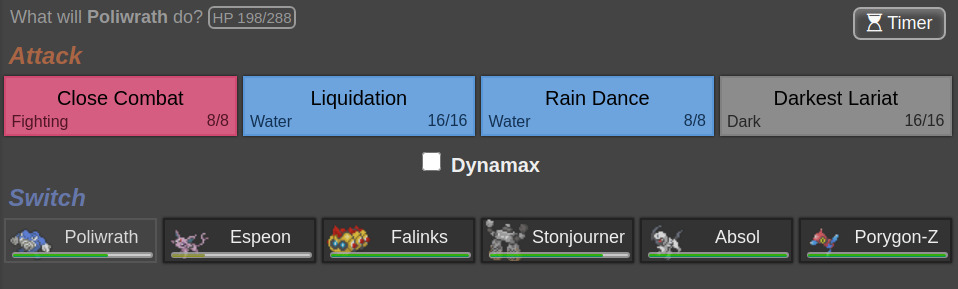 What will Poliwrath do? HP 198/288
Timer
Attack
Close Combat
Fighting 8/8
Liquidation
Water 16/16
Rain Dance
Water 8/8
Darkest Lariat
Dark 16/16
Dynamax
Switch
Poliwrath
Espeon
Falinks
Stonjourner
Absol
Porygon-Z